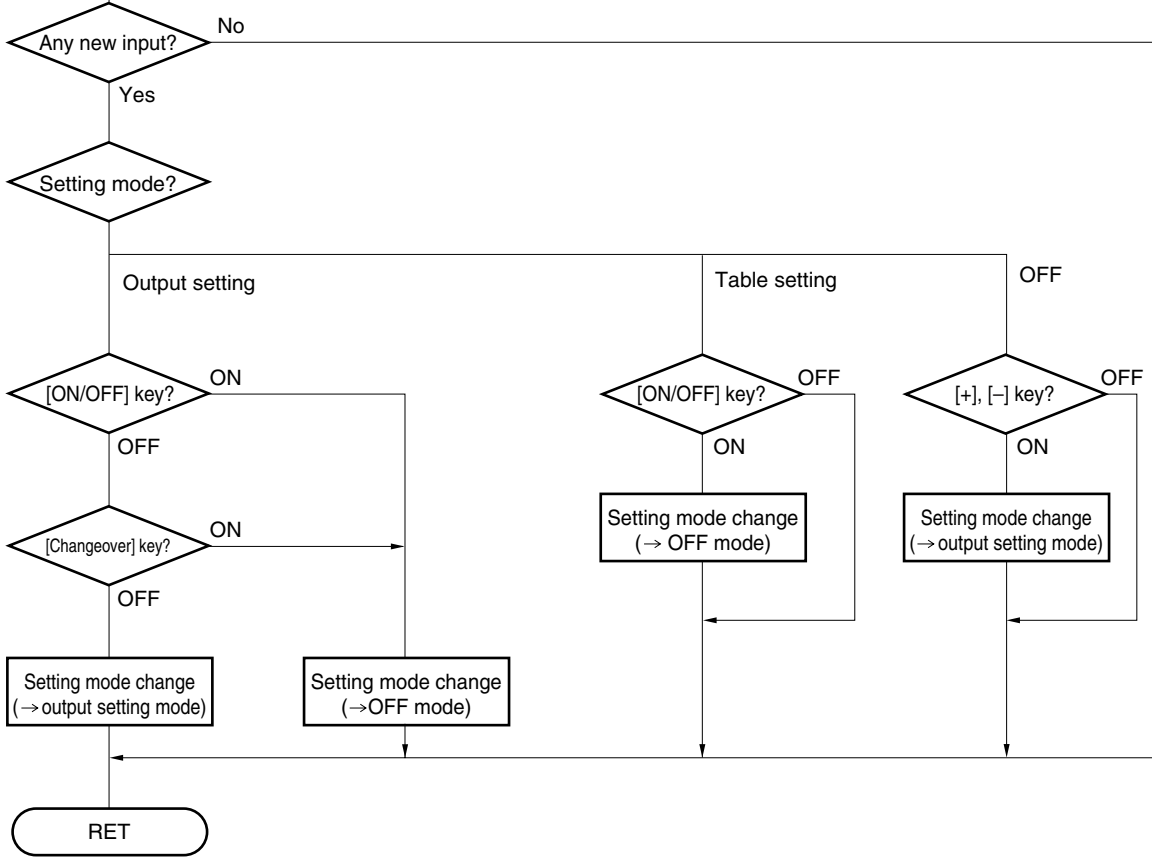 Any new input?
No
Yes
Setting mode?
Output setting
Table setting
OFF
[ON/OFF] key?
ON
OFF
[ON/OFF] key?
OFF
ON
[+], [–] key?
OFF
ON
[Changeover] key?
ON
OFF
Setting mode change
(→ OFF mode)
Setting mode change
(→output setting mode)
Setting mode change
(→output setting mode)
Setting mode change
(→OFF mode)
RET